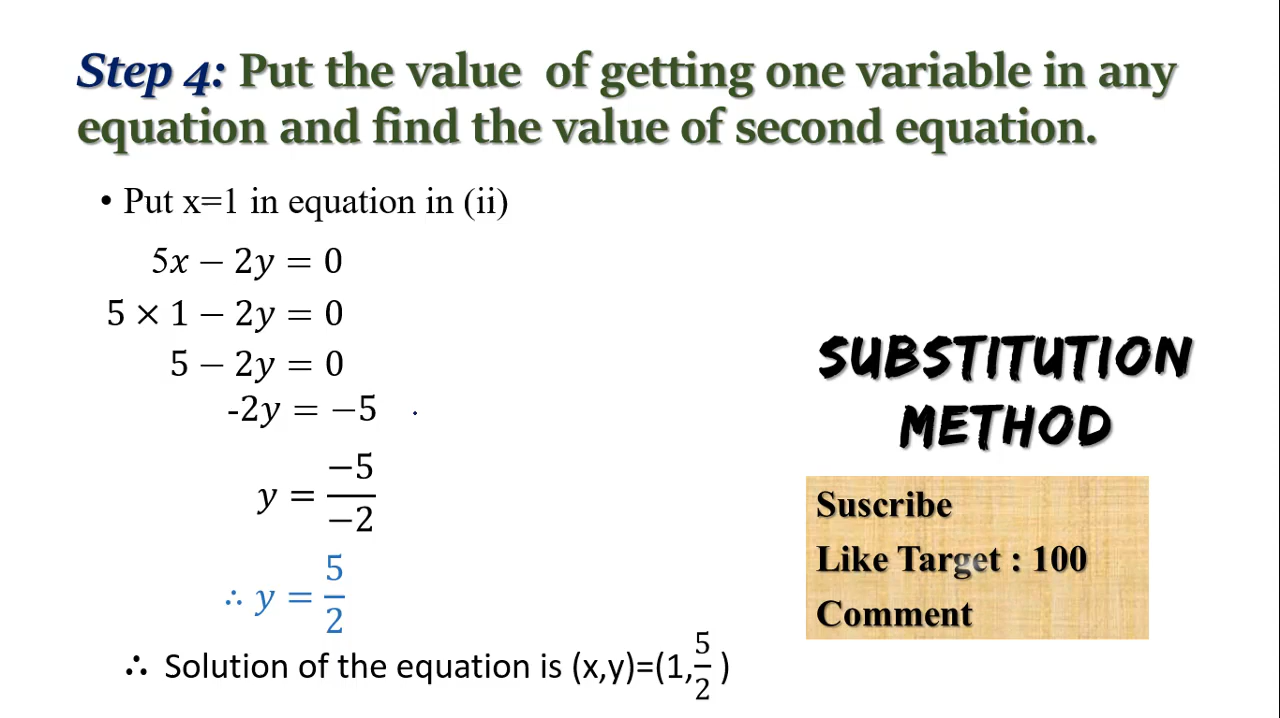 Step 4: Put the value of getting one variable in any
equation and find the value of second equation.
• Put x=1 in equation in (ii)
5x − 2y = 0
5 × 1 − 2y = 0
5 − 2y = 0
-2y = −5
y = −5/−2
∴ y = 5/2
∴ Solution of the equation is (x,y)=(1,5/2 )
SUBSTITUTION
METHOD
Suscribe
Like Target : 100
Comment